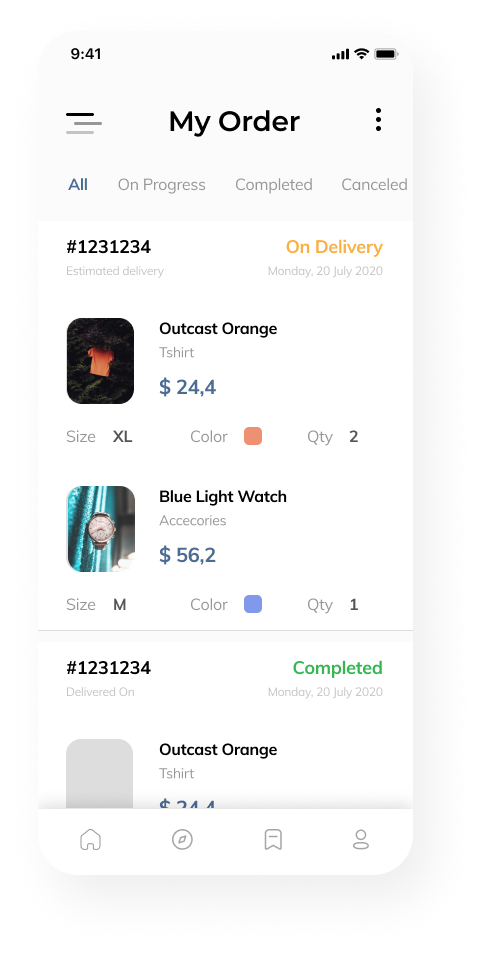 9:41
My Order
All On Progress Completed Canceled
#1231234 On Delivery
Estimated delivery Monday, 20 July 2020
Outcast Orange
Tshirt
$ 24,4
Size XL Color Qty 2
Blue Light Watch
Accecories
$ 56,2
Size M Color Qty 1
#1231234 Completed
Delivered On Monday, 20 July 2020
Outcast Orange
Tshirt
$ 24,4